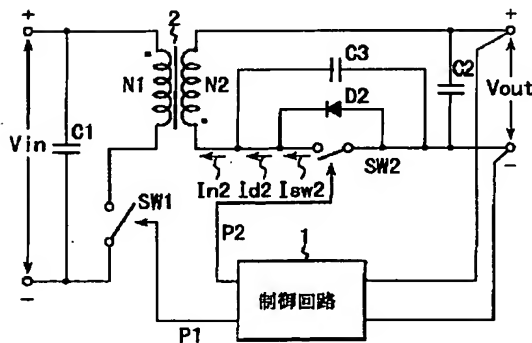 +
2
+
C3
N1
N2
C2
D2
Vin
C1
Vout
SW2
In2 Id2 Isw2
SW1
P2
1
制御回路
P1
-
-